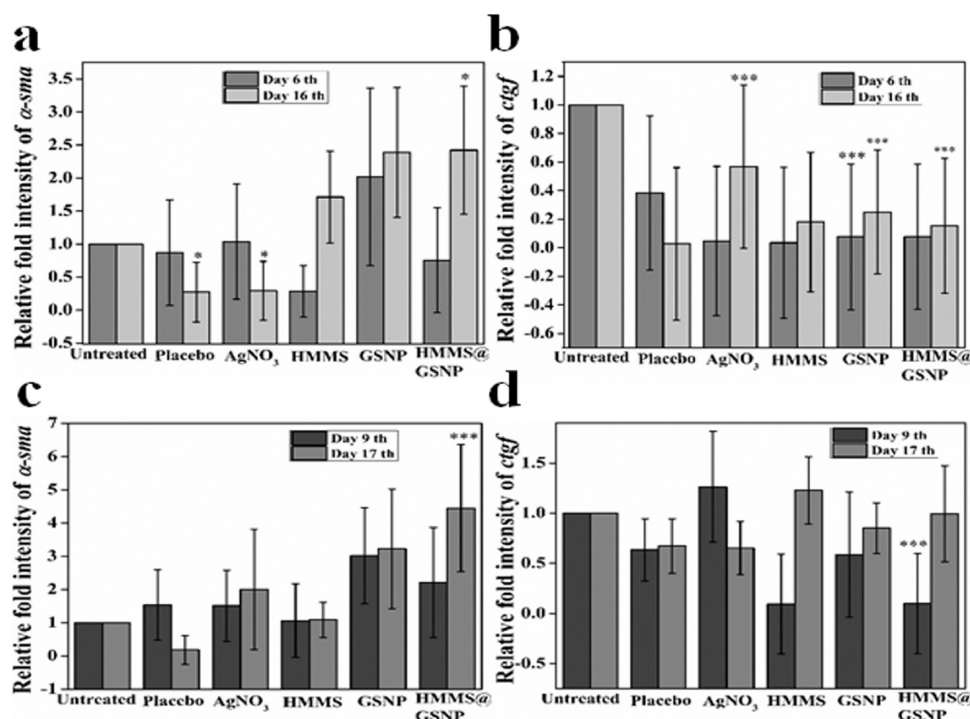 a
Relative fold intensity of α-sma
3.5
3.0
2.5
2.0
1.5
1.0
0.5
0.0
-0.5
Day 6 th
Day 16 th
*
*
*
Untreated Placebo AgNO3 HMMS GSNP HMMS@
GSNP
b
Relative fold intensity of ctgf
1.2
1.0
0.8
0.6
0.4
0.2
0.0
-0.2
-0.4
-0.6
Day 6 th
Day 16 th
***
***
***
***
Untreated Placebo AgNO3 HMMS GSNP HMMS@
GSNP
c
Relative fold intensity of α-sma
7
6
5
4
3
2
1
0
-1
Day 9 th
Day 17 th
***
Untreated Placebo AgNO3 HMMS GSNP HMMS@
GSNP
d
Relative fold intensity of ctgf
1.5
1.0
0.5
0.0
-0.5
Day 9 th
Day 17 th
***
Untreated Placebo AgNO3 HMMS GSNP HMMS@
GSNP